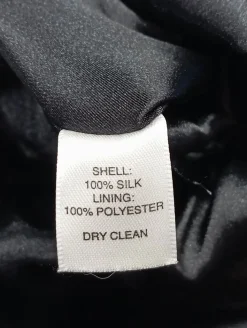 SHELL:
100% SILK
LINING:
100% POLYESTER
DRY CLEAN